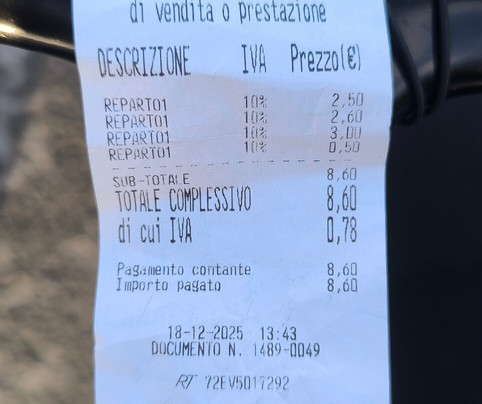 di vendita o prestazione
DESCRIZIONE IVA Prezzo(€)
REPARTO1 10% 2,50
REPARTO1 10% 2,60
REPARTO1 10% 3,00
REPARTO1 10% 0,50
SUB-TOTALE 8,60
TOTALE COMPLESSIVO 8,60
di cui IVA 0,78
Pagamento contante 8,60
Importo pagato 8,60
18-12-2025 13:43
DOCUMENTO N. 1489-0049
RT 72EV5017292